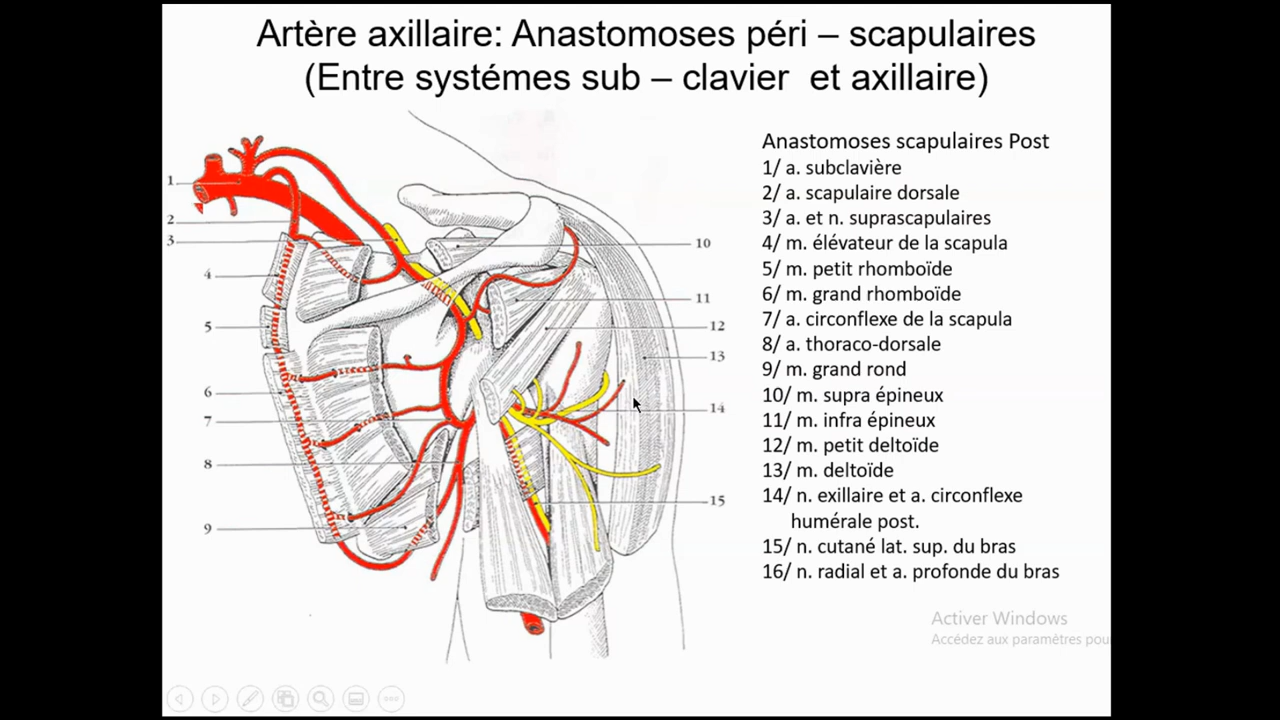 Artère axillaire: Anastomoses péri – scapulaires
(Entre systémes sub – clavier et axillaire)
Anastomoses scapulaires Post
1/ a. subclavière
2/ a. scapulaire dorsale
3/ a. et n. suprascapulaires
4/ m. élévateur de la scapula
5/ m. petit rhomboïde
6/ m. grand rhomboïde
7/ a. circonflexe de la scapula
8/ a. thoraco-dorsale
9/ m. grand rond
10/ m. supra épineux
11/ m. infra épineux
12/ m. petit deltoïde
13/ m. deltoïde
14/ n. exillaire et a. circonflexe
humérale post.
15/ n. cutané lat. sup. du bras
16/ n. radial et a. profonde du bras
1
2
3
4
5
6
7
8
9
10
11
12
13
14
15
Activer Windows
Accédez aux paramètres pou